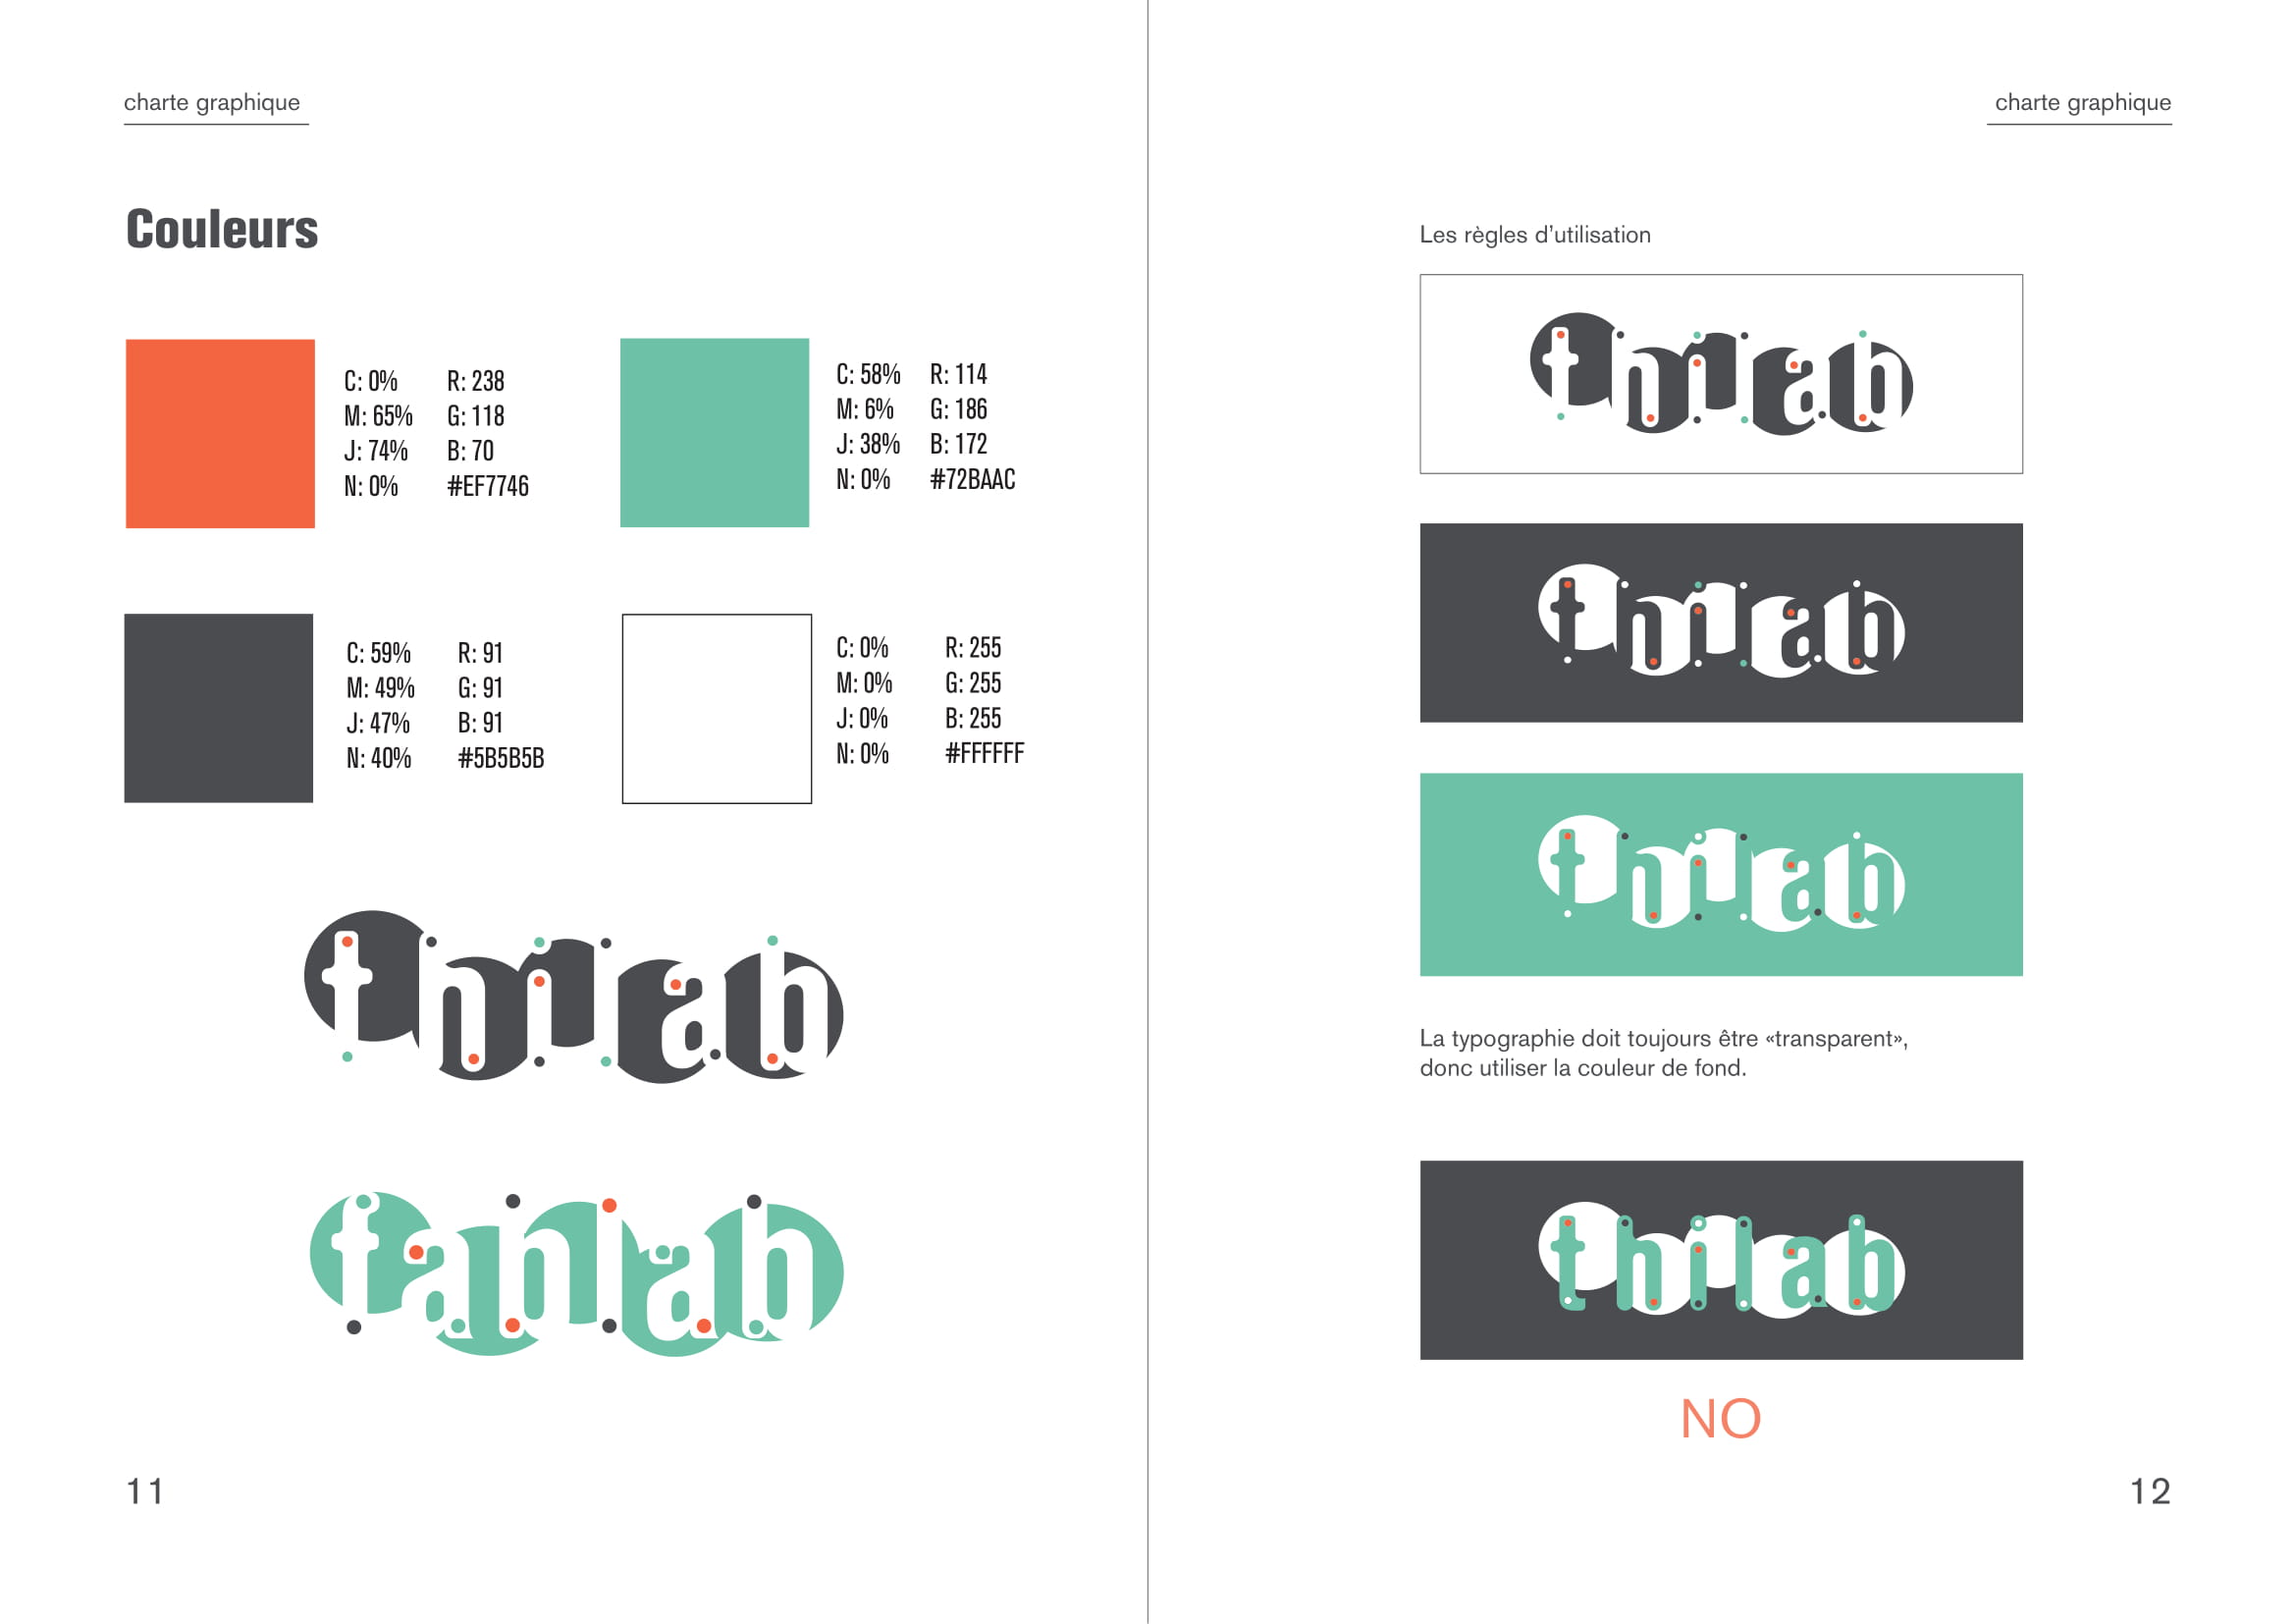 charte graphique
Couleurs
C: 0% R: 238
M: 65% G: 118
J: 74% B: 70
N: 0% #EF7746
C: 58% R: 114
M: 6% G: 186
J: 38% B: 172
N: 0% #72BAAC
C: 59% R: 91
M: 49% G: 91
J: 47% B: 91
N: 40% #5B5B5B
C: 0% R: 255
M: 0% G: 255
J: 0% B: 255
N: 0% #FFFFFF
thilab
fahlab
11
charte graphique
Les règles d’utilisation
thilab
thilab
thilab
La typographie doit toujours être «transparent»,
donc utiliser la couleur de fond.
thilab
NO
12